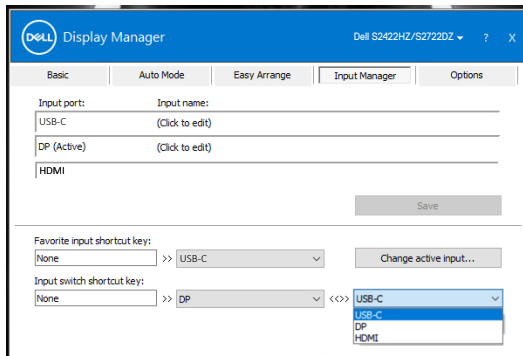 DELL Display Manager Dell S2422HZ/S2722DZ ? X
Basic Auto Mode Easy Arrange Input Manager Options
Input port: Input name:
USB-C (Click to edit)
DP (Active) (Click to edit)
HDMI
Save
Favorite input shortcut key:
None >> USB-C Change active input...
Input switch shortcut key:
None >> DP <<>> USB-C
USB-C
DP
HDMI